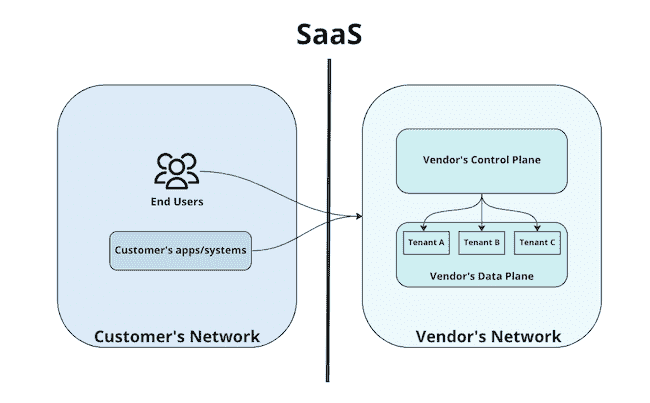 SaaS
End Users
Customer's apps/systems
Customer's Network
Vendor's Control Plane
Tenant A
Tenant B
Tenant C
Vendor's Data Plane
Vendor's Network